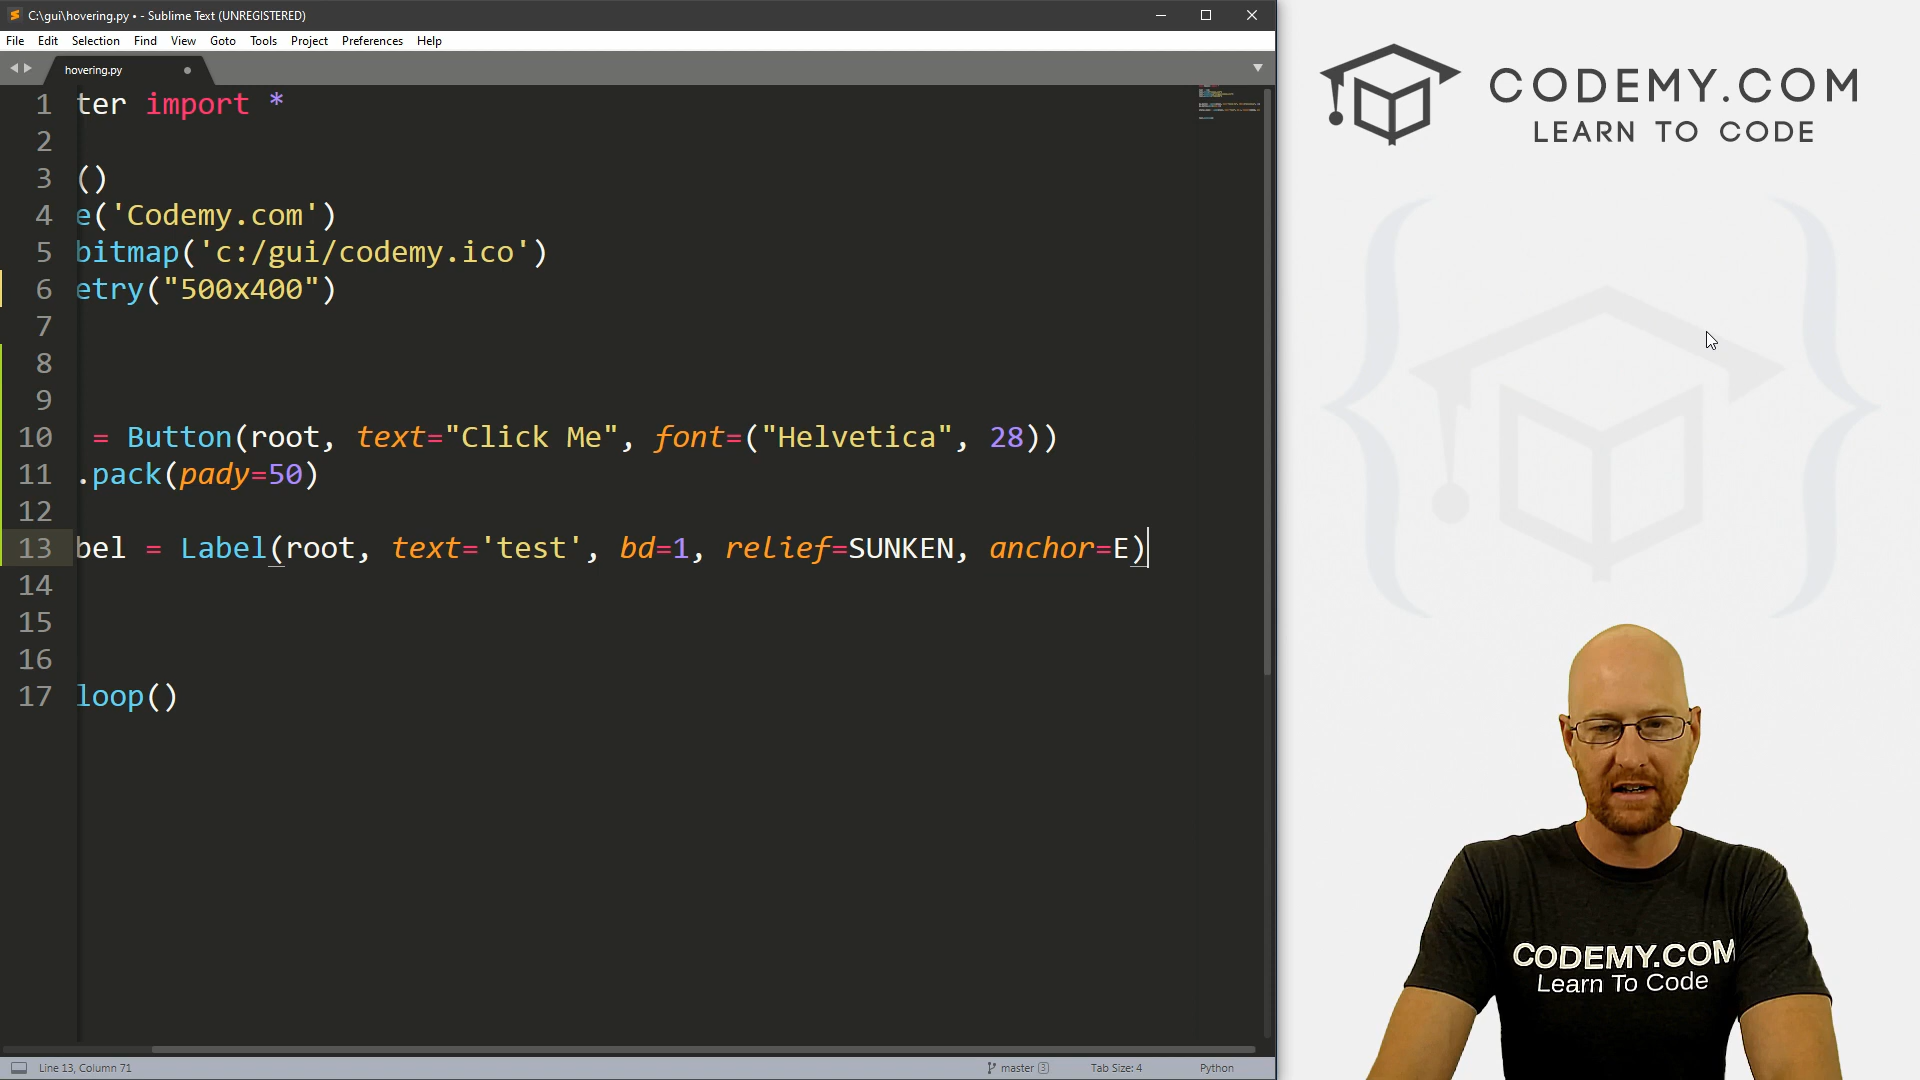 C:\gui\hovering.py • - Sublime Text (UNREGISTERED)
File Edit Selection Find View Goto Tools Project Preferences Help
hovering.py
1 ter import *
2
3 ()
4 e('Codemy.com')
5 bitmap('c:/gui/codemy.ico')
6 etry("500x400")
7
8
9
10 = Button(root, text="Click Me", font=("Helvetica", 28))
11 .pack(pady=50)
12
13 bel = Label(root, text='test', bd=1, relief=SUNKEN, anchor=E)
14
15
16
17 loop()
Line 13, Column 71 master 3 Tab Size: 4 Python
CODEMY.COM
LEARN TO CODE
CODEMY.COM
Learn To Code